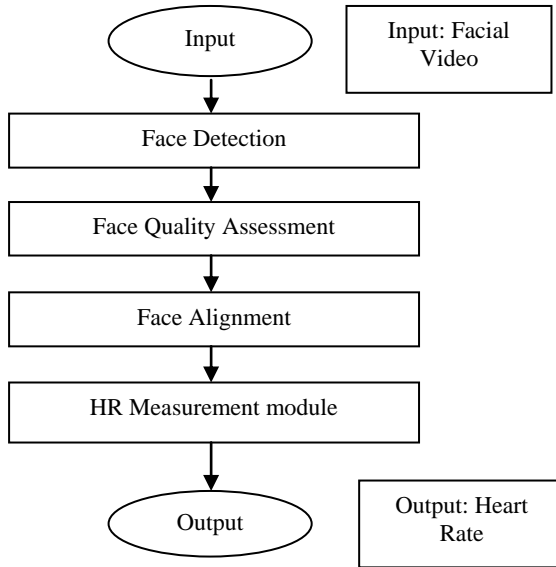 Input
Input: Facial
Video
Face Detection
Face Quality Assessment
Face Alignment
HR Measurement module
Output
Output: Heart
Rate